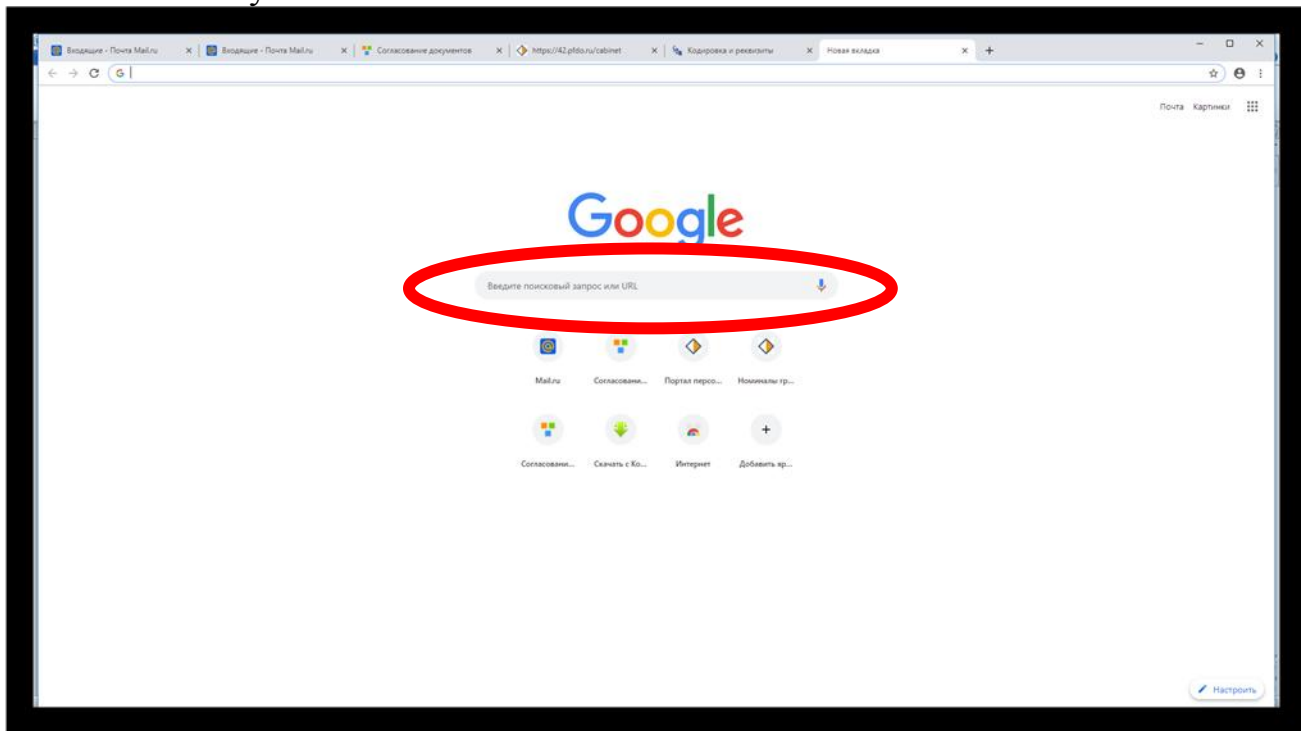 Входящие - Почта Mail.ru
Входящие - Почта Mail.ru
Согласование документов
https://42.pfdo.ru/cabinet
Кодировка и реквизиты
Новая вкладка
Почта Картинки
Google
Введите поисковый запрос или URL
Mail.ru
Согласовани...
Портал персо...
Номиналы гр...
Согласовани...
Скачать с Ко...
Интернет
Добавить яр...
Настроить